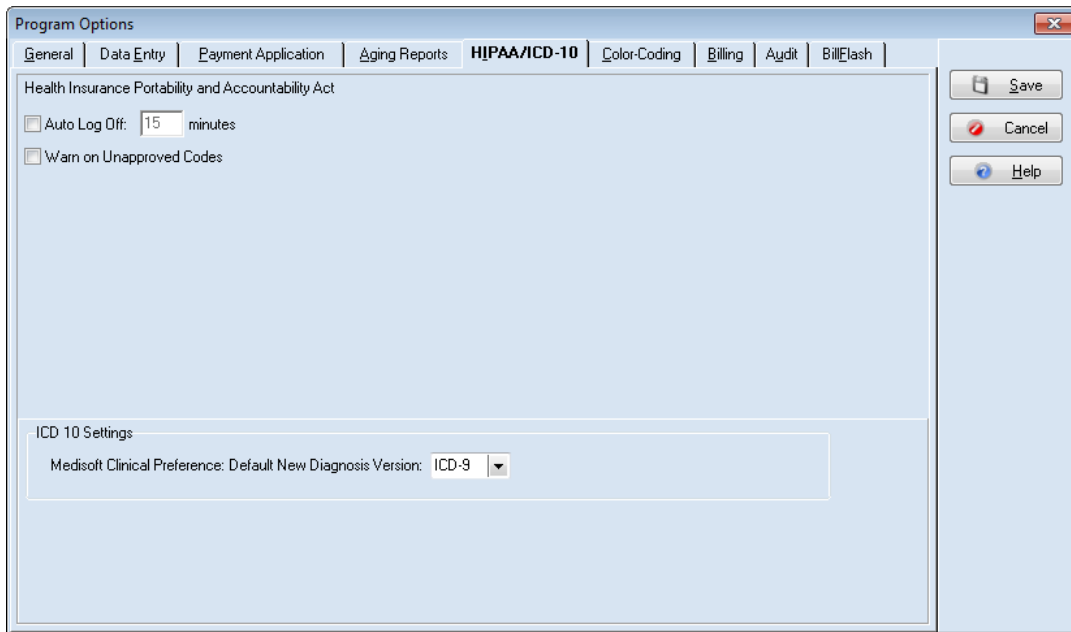 Program Options
General Data Entry Payment Application Aging Reports HIPAA/ICD-10 Color-Coding Billing Audit BillFlash
Health Insurance Portability and Accountability Act
Auto Log Off: 15 minutes
Warn on Unapproved Codes
Save
Cancel
Help
ICD 10 Settings
Medisoft Clinical Preference: Default New Diagnosis Version: ICD-9